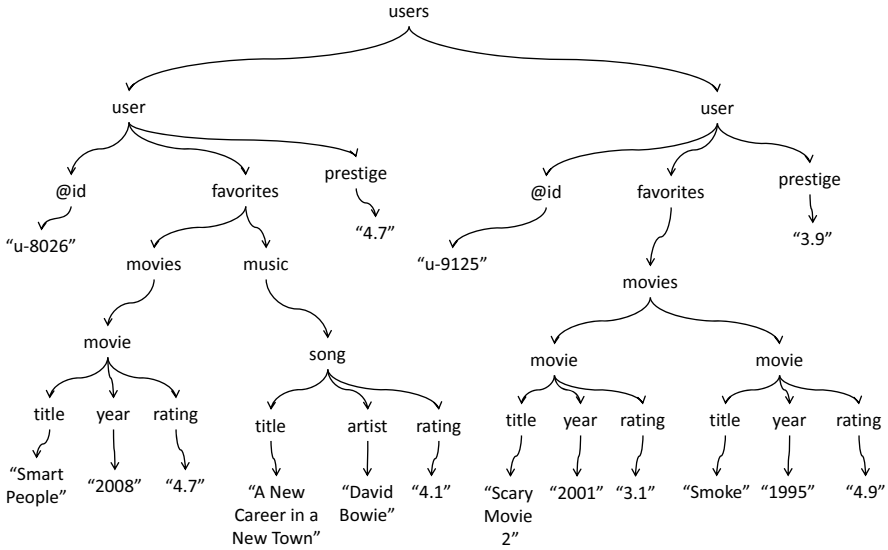 users
user
user
@id
favorites
prestige
@id
favorites
prestige
“u-8026”
“4.7”
“u-9125”
“3.9”
movies
music
movies
movie
song
movie
movie
title
year
rating
title
artist
rating
title
year
rating
title
year
rating
“Smart
People”
“2008”
“4.7”
“A New
Career in a
New Town”
“David
Bowie”
“4.1”
“Scary
Movie
2”
“2001”
“3.1”
“Smoke”
“1995”
“4.9”